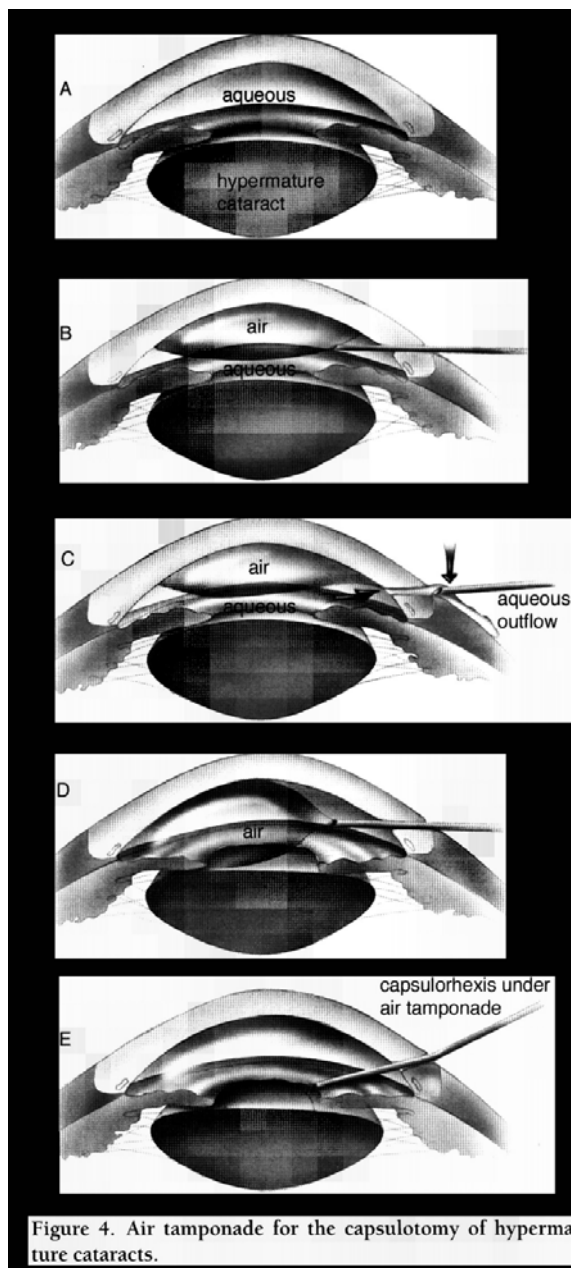 A
aqueous
hypermature
cataract
B
air
aqueous
C
air
aqueous
aqueous
outflow
D
air
capsulorhexis under
air tamponade
E
Figure 4. Air tamponade for the capsulotomy of hyperma
ture cataracts.